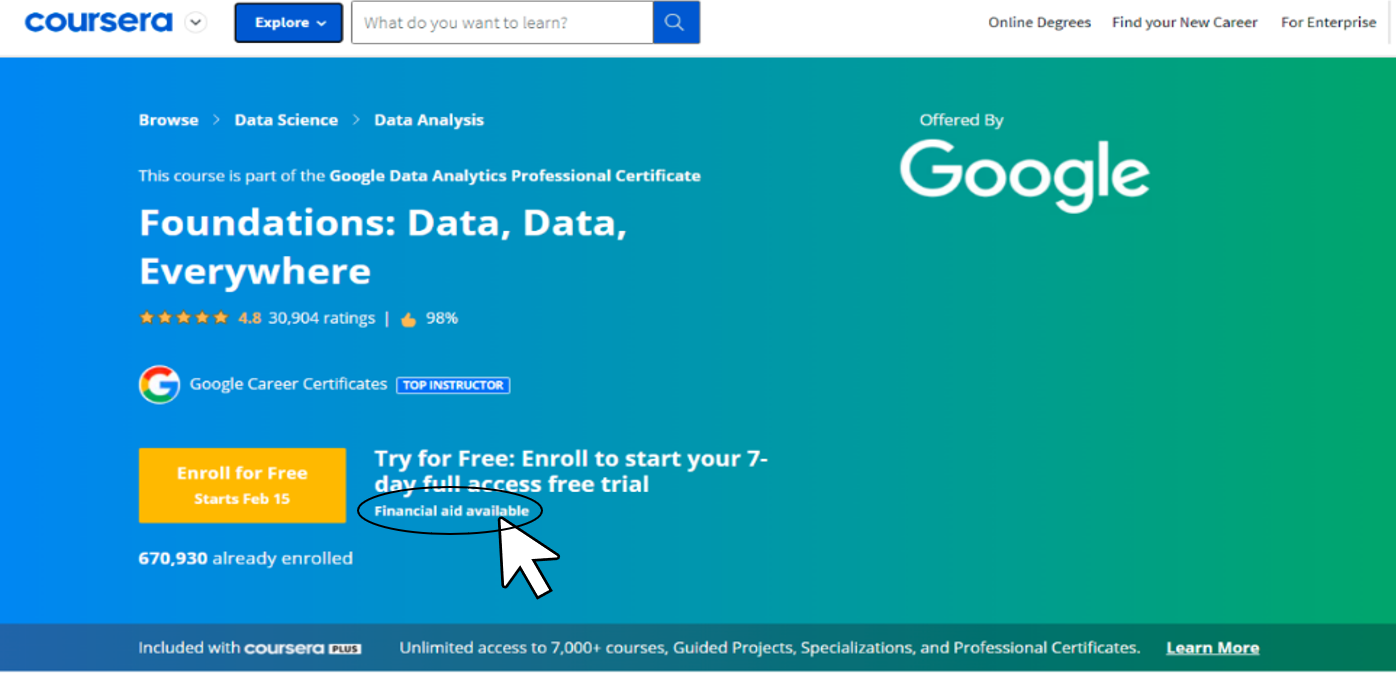 coursera
Explore
What do you want to learn?
Online Degrees
Find your New Career
For Enterprise
Browse > Data Science > Data Analysis
Offered By
Google
This course is part of the Google Data Analytics Professional Certificate
Foundations: Data, Data,
Everywhere
4.8 30,904 ratings | 98%
Google Career Certificates TOP INSTRUCTOR
Enroll for Free
Starts Feb 15
Try for Free: Enroll to start your 7-
day full access free trial
Financial aid available
670,930 already enrolled
Included with coursera PLUS
Unlimited access to 7,000+ courses, Guided Projects, Specializations, and Professional Certificates.
Learn More